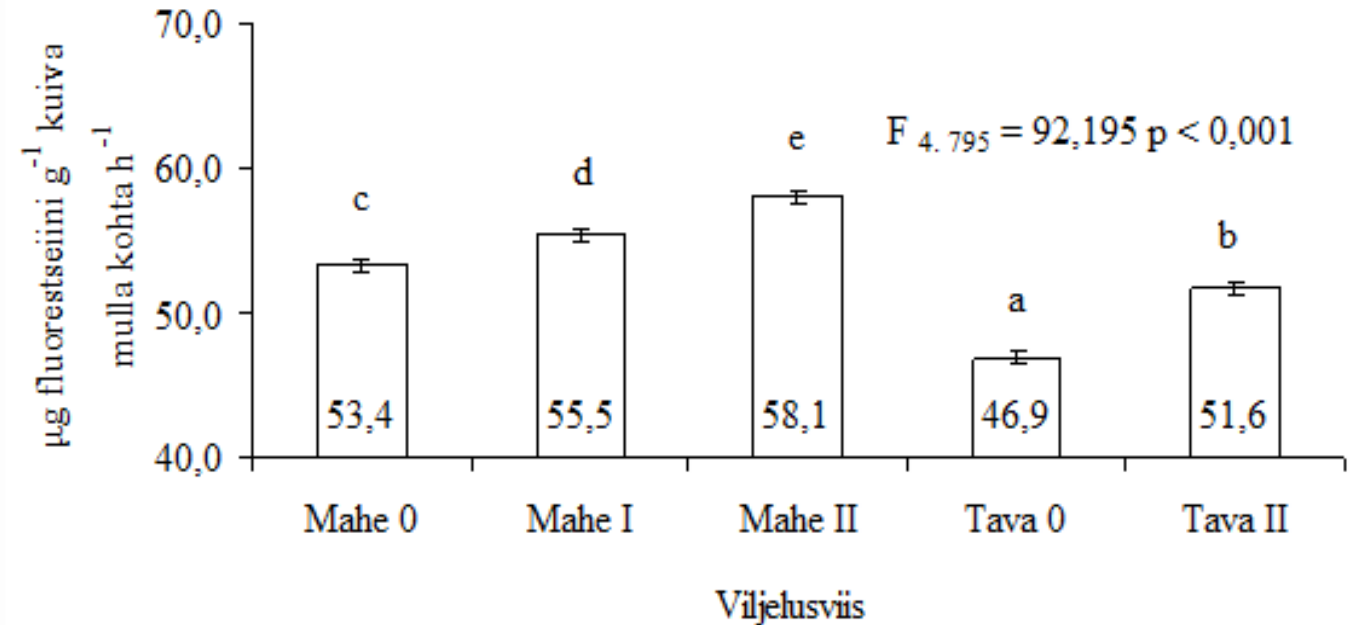 µg fluorestseiini g⁻¹ kuiva
mulla kohta h⁻¹
70,0
60,0
50,0
40,0
F 4. 795 = 92,195 p < 0,001
c
d
e
a
b
53,4
55,5
58,1
46,9
51,6
Mahe 0
Mahe I
Mahe II
Tava 0
Tava II
Viljelusviis